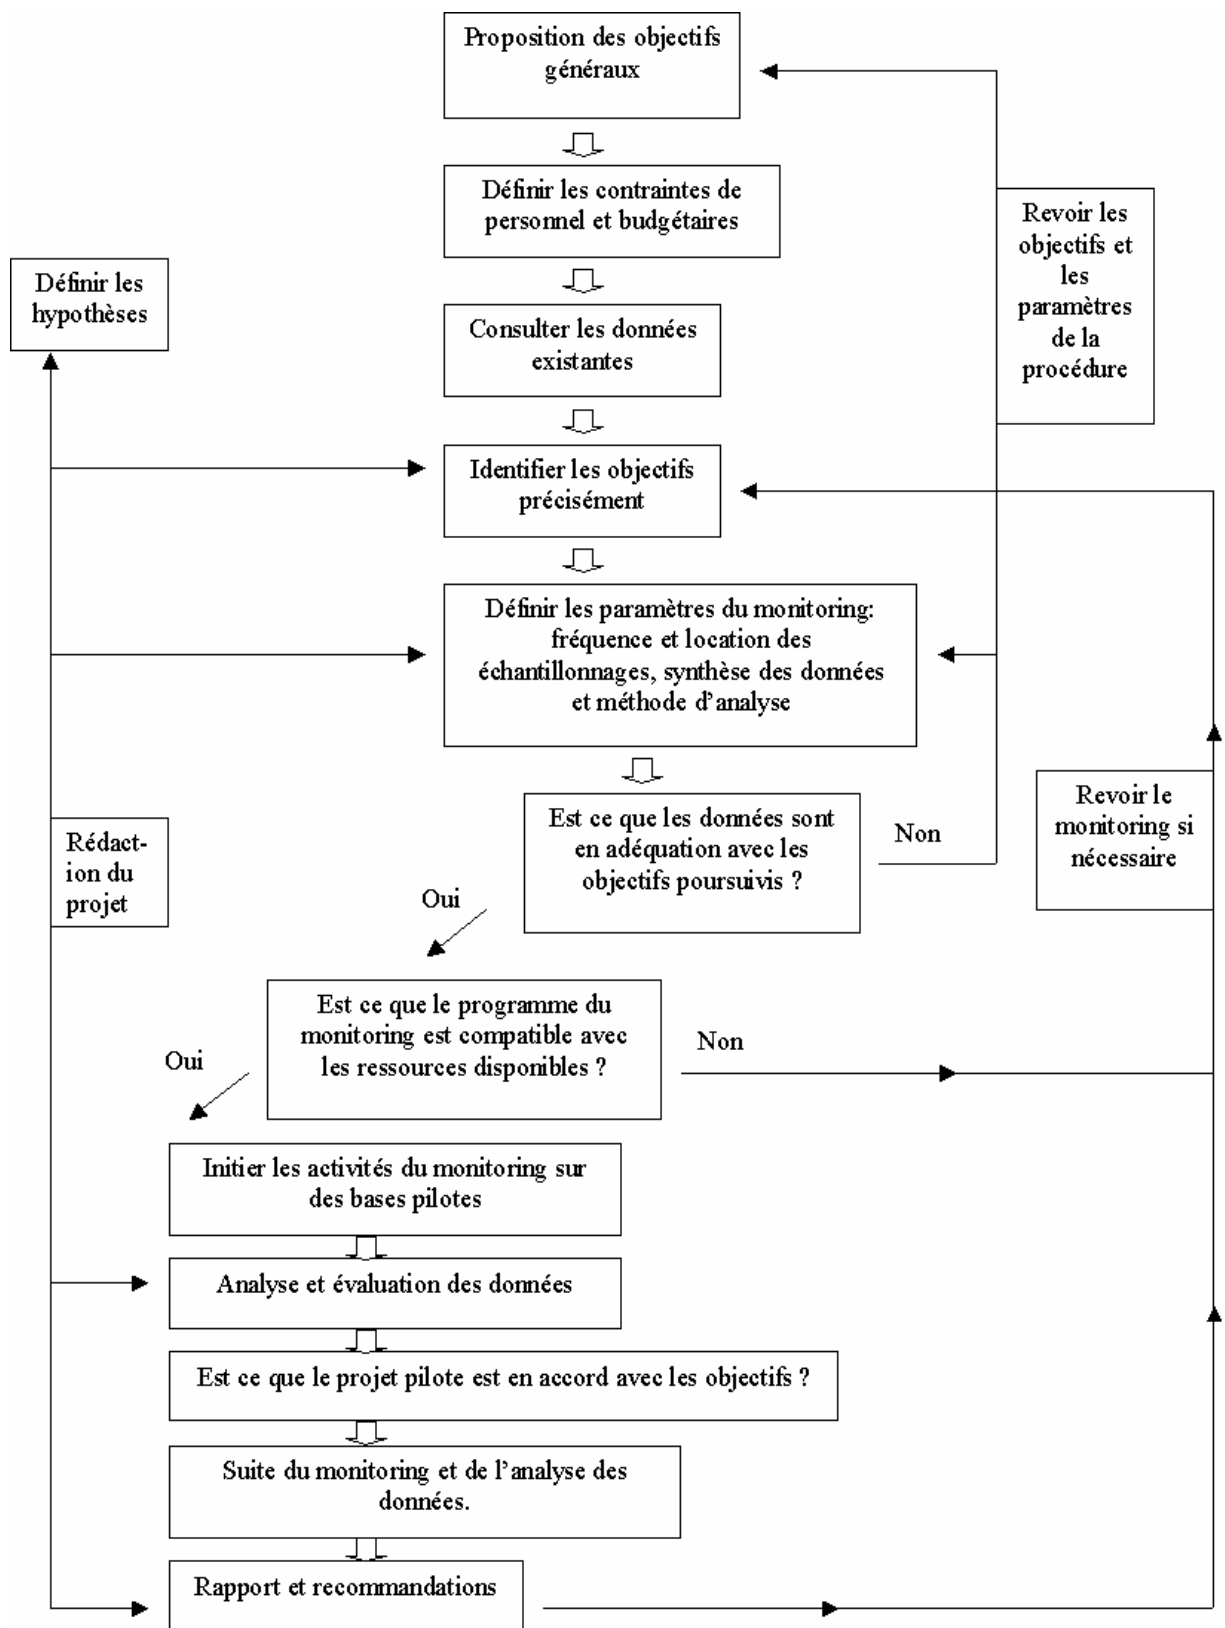 Proposition des objectifs
généraux
Définir les contraintes de
personnel et budgétaires
Revoir les
objectifs et
les
paramètres
de la
procédure
Définir les
hypothèses
Consulter les données
existantes
Identifier les objectifs
précisément
Définir les paramètres du monitoring:
fréquence et location des
échantillonnages, synthèse des données
et méthode d'analyse
Revoir le
monitoring si
nécessaire
Rédact-
ion du
projet
Est ce que les données sont
en adéquation avec les
objectifs poursuivis ?
Non
Oui
Est ce que le programme du
monitoring est compatible avec
les ressources disponibles ?
Non
Oui
Initier les activités du monitoring sur
des bases pilotes
Analyse et évaluation des données
Est ce que le projet pilote est en accord avec les objectifs ?
Suite du monitoring et de l'analyse des
données.
Rapport et recommandations